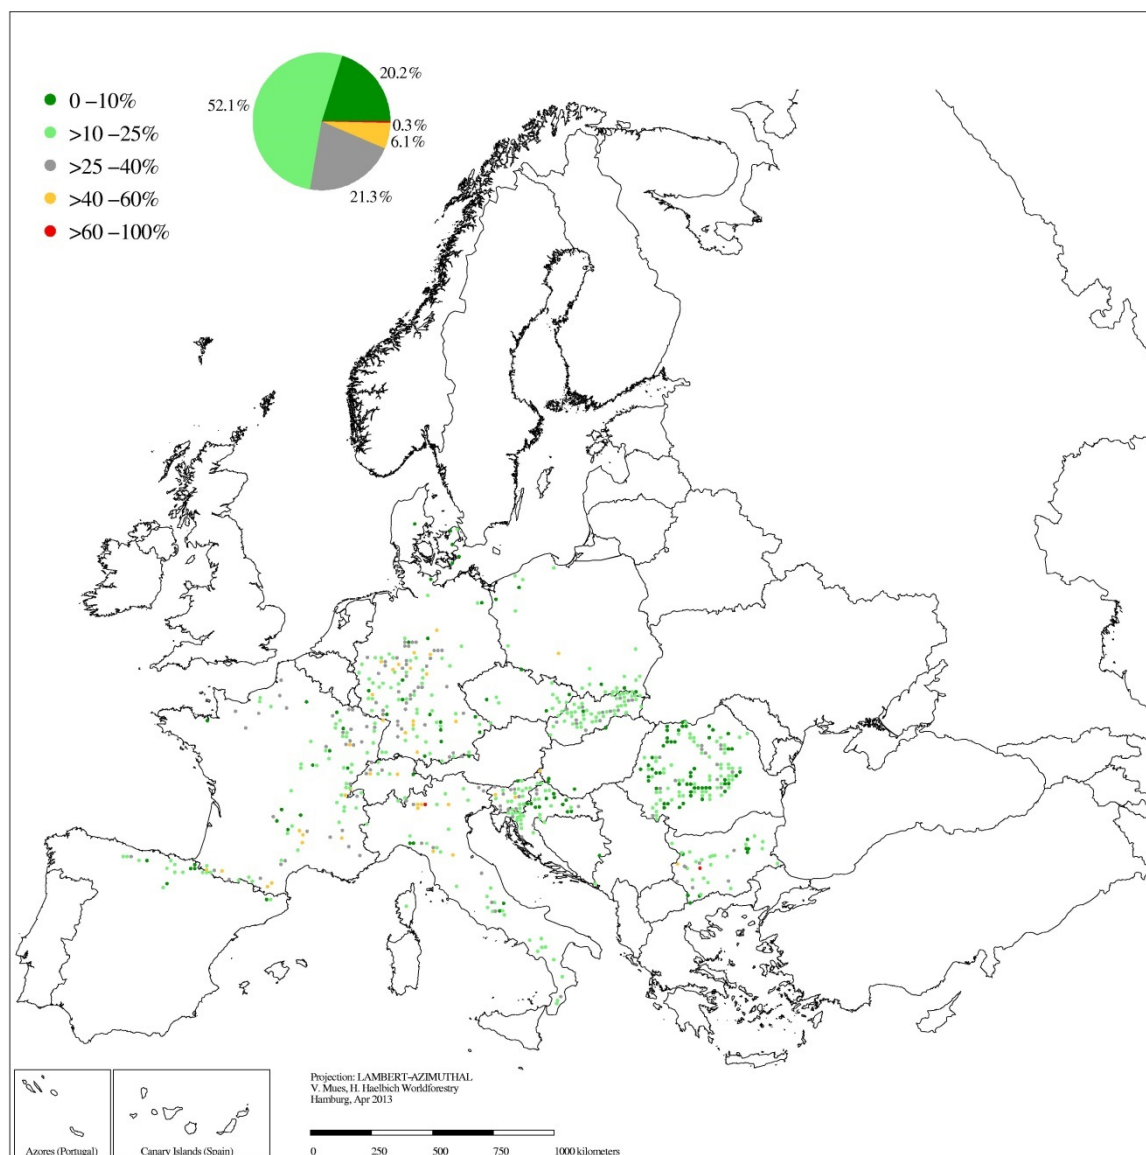 0 –10%
>10 –25%
>25 –40%
>40 –60%
>60 –100%
52.1%
20.2%
0.3%
6.1%
21.3%
Projection: LAMBERT–AZIMUTHAL
V. Mues, H. Haelbich Worldforestry
Hamburg, Apr 2013
0 250 500 750 1000 kilometers
Azores (Portugal)
Canary Islands (Spain)